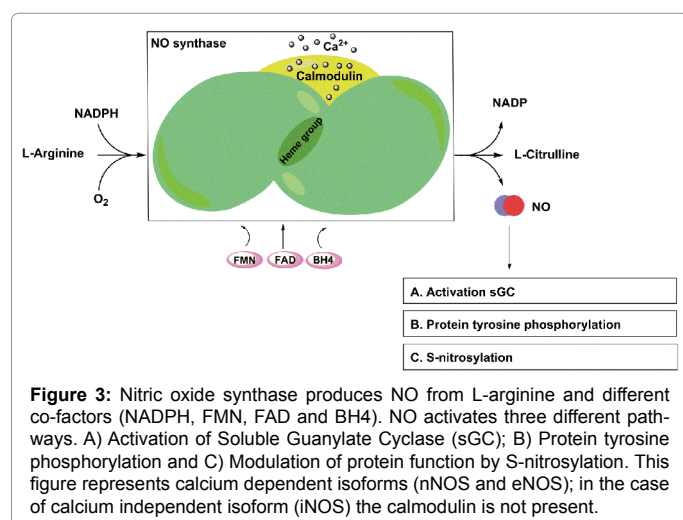 NO synthase
Ca2+
Calmodulin
NADPH
L-Arginine
O2
Heme group
NADP
L-Citrulline
NO
FMN
FAD
BH4
A. Activation sGC
B. Protein tyrosine phosphorylation
C. S-nitrosylation
Figure 3: Nitric oxide synthase produces NO from L-arginine and different
co-factors (NADPH, FMN, FAD and BH4). NO activates three different path-
ways. A) Activation of Soluble Guanylate Cyclase (sGC); B) Protein tyrosine
phosphorylation and C) Modulation of protein function by S-nitrosylation. This
figure represents calcium dependent isoforms (nNOS and eNOS); in the case
of calcium independent isoform (iNOS) the calmodulin is not present.